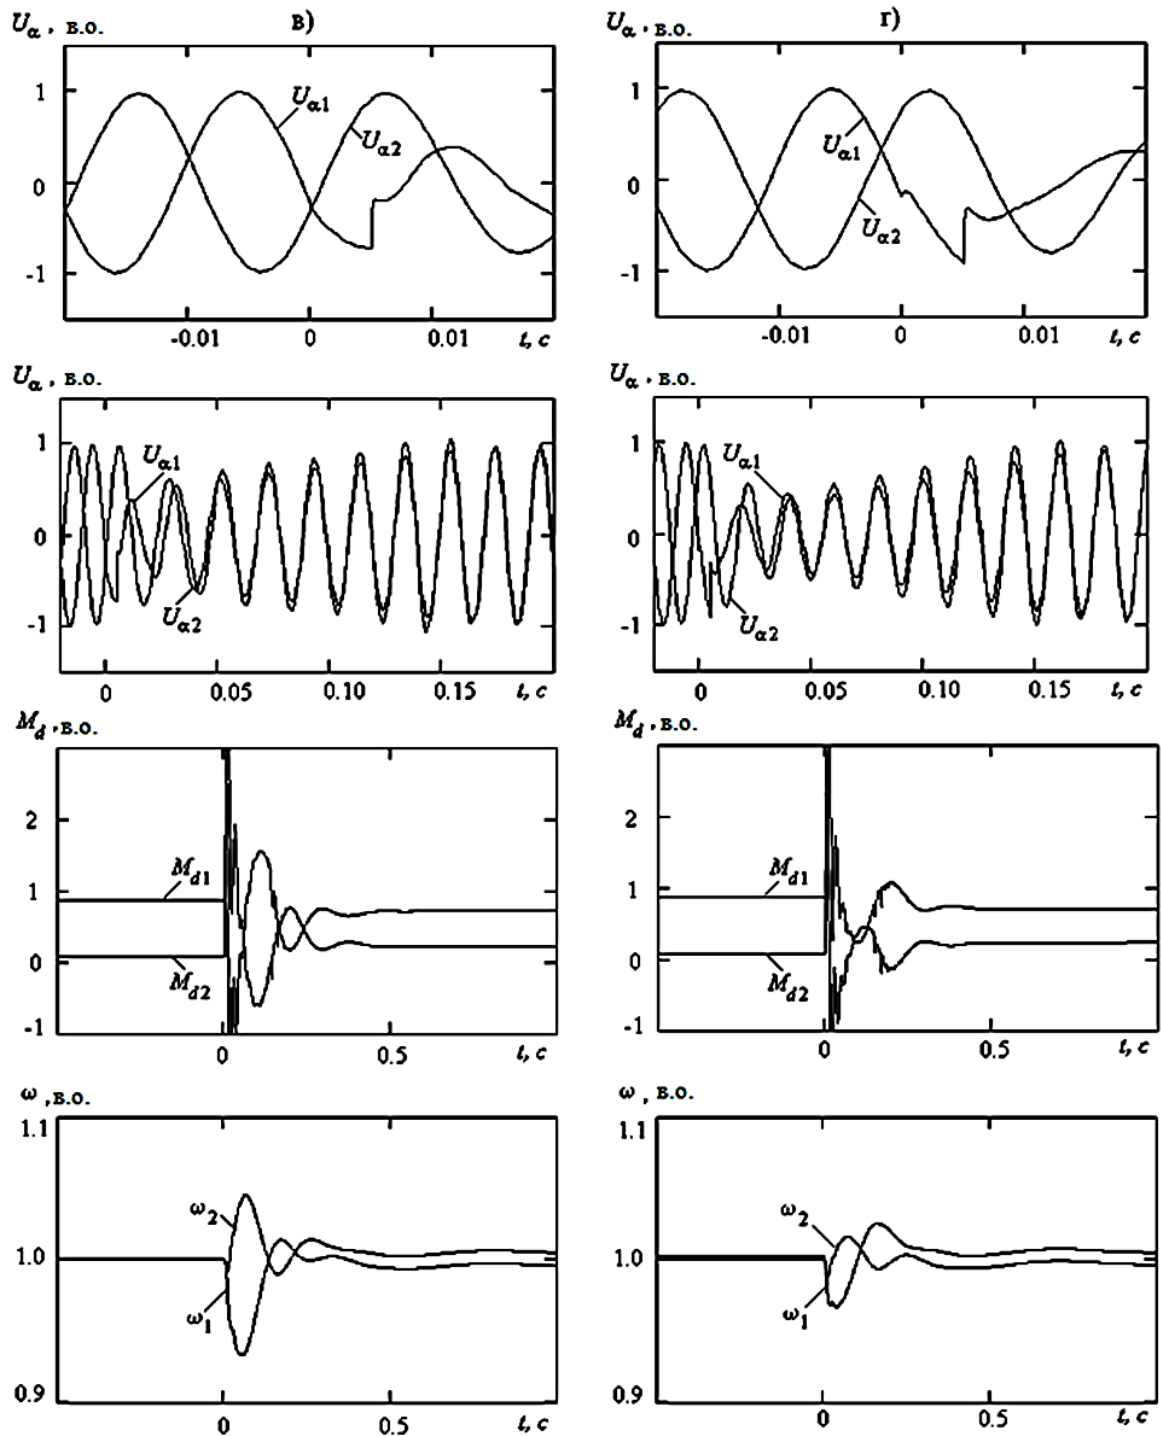 в)
U_α, в.о.
1
0
-1
U_α1
U_α2
-0.01 0 0.01 t, c
U_α, в.о.
1
0
-1
U_α1
U_α2
0 0.05 0.10 0.15 t, c
M_d, в.о.
2
1
0
-1
M_d1
M_d2
0 0.5 t, c
ω, в.о.
1.1
1.0
0.9
ω_2
ω_1
0 0.5 t, c
г)
U_α, в.о.
1
0
-1
U_α1
U_α2
-0.01 0 0.01 t, c
U_α, в.о.
1
0
-1
U_α1
U_α2
0 0.05 0.10 0.15 t, c
M_d, в.о.
2
1
0
-1
M_d1
M_d2
0 0.5 t, c
ω, в.о.
1.1
1.0
0.9
ω_2
ω_1
0 0.5 t, c